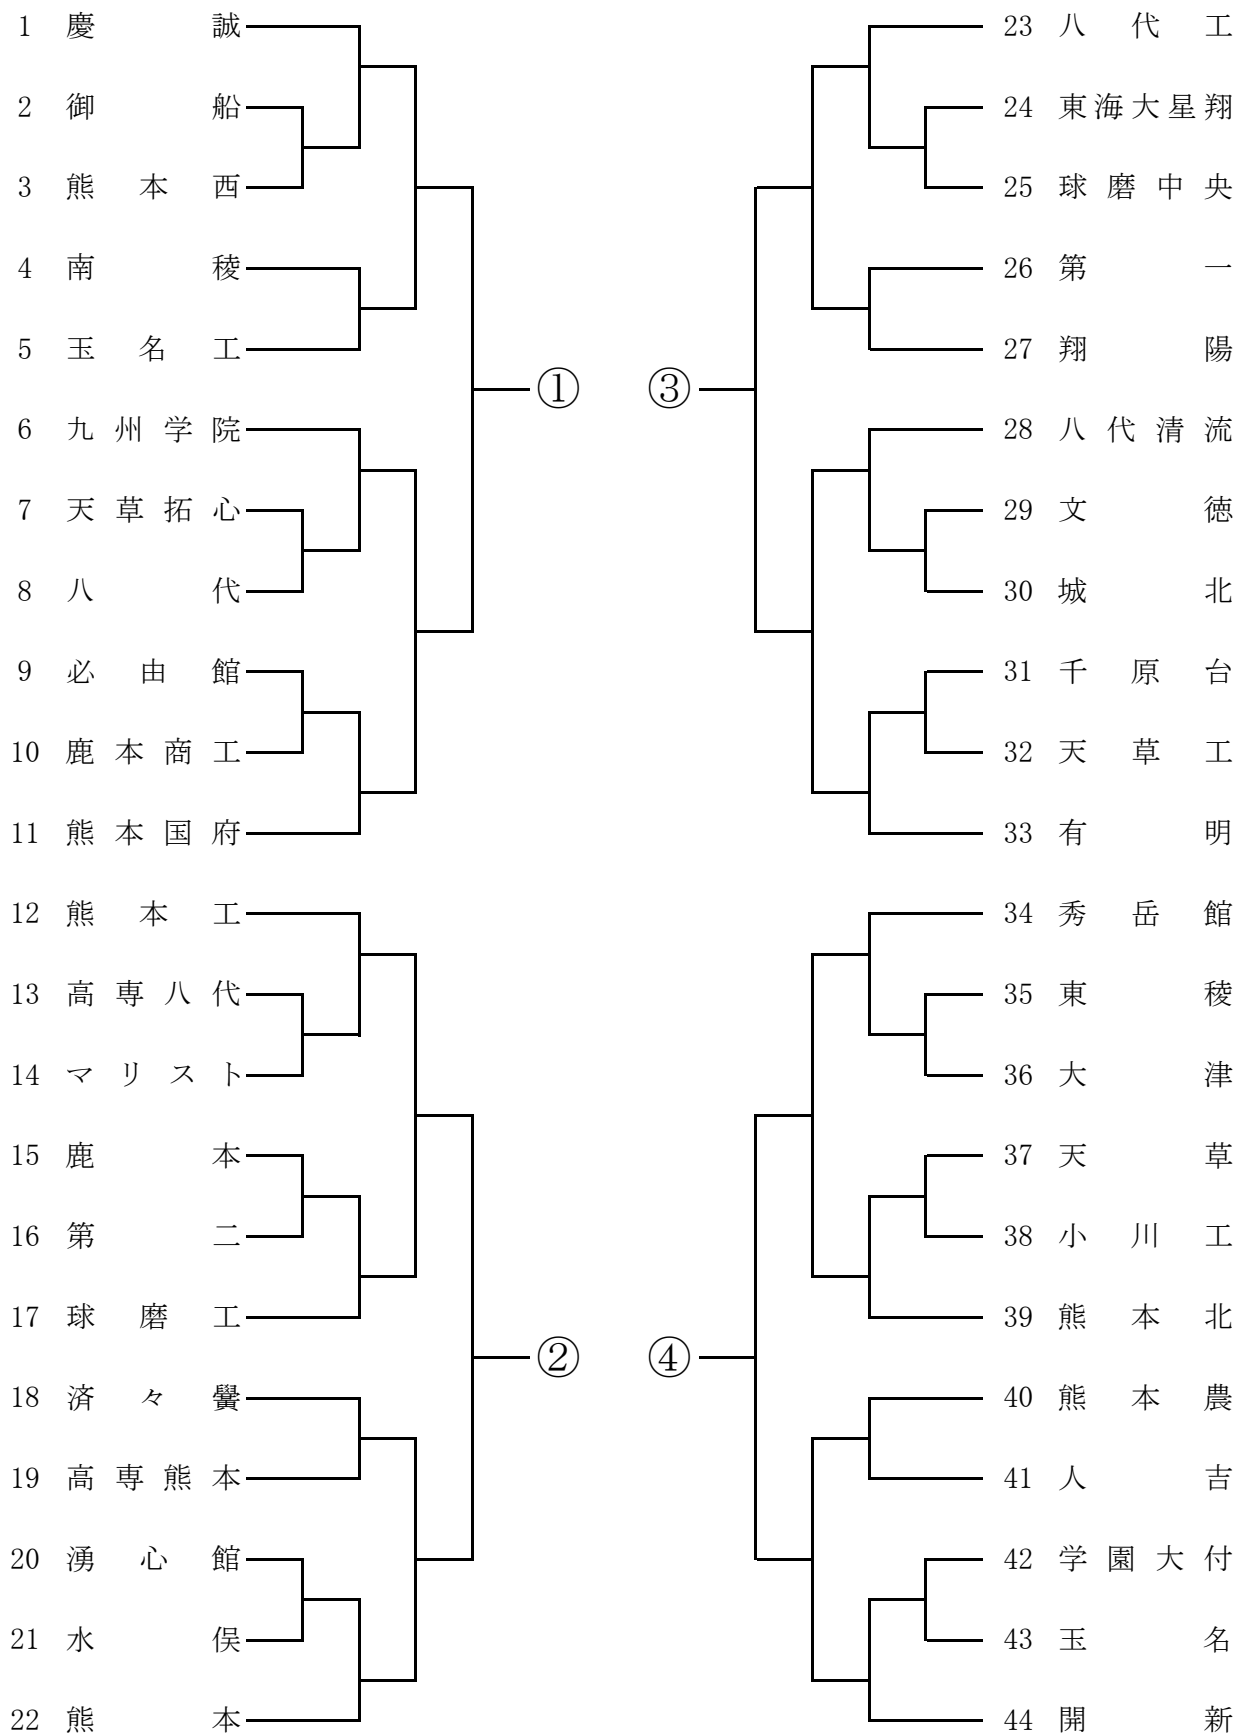 1 慶誠
2 御船
3 熊本西
4 南稜
5 玉名工
6 九州学院
7 天草拓心
8 八代
9 必由館
10 鹿本商工
11 熊本国府
12 熊本工
13 高専八代
14 マリスト
15 鹿本
16 第二
17 球磨工
18 済々黌
19 高専熊本
20 湧心館
21 水俣
22 熊本
①
②
③
④
23 八代工
24 東海大星翔
25 球磨中央
26 第一
27 翔陽
28 八代清流
29 文徳
30 城北
31 千原台
32 天草工
33 有明
34 秀岳館
35 東稜
36 大津
37 天草
38 小川工
39 熊本北
40 熊本農
41 人吉
42 学園大付
43 玉名
44 開新